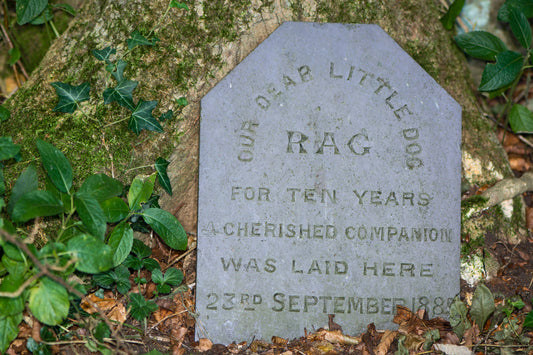 OUR DEAR LITTLE DOG
RAG
FOR TEN YEARS
A CHERISHED COMPANION
WAS LAID HERE
23RD SEPTEMBER